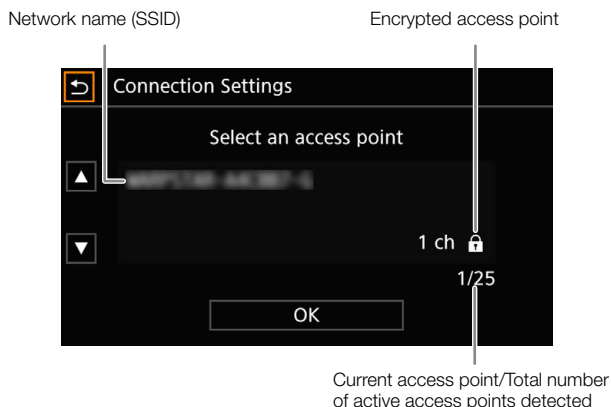 Network name (SSID)
Encrypted access point
Connection Settings
Select an access point
1 ch
1/25
OK
Current access point/Total number
of active access points detected